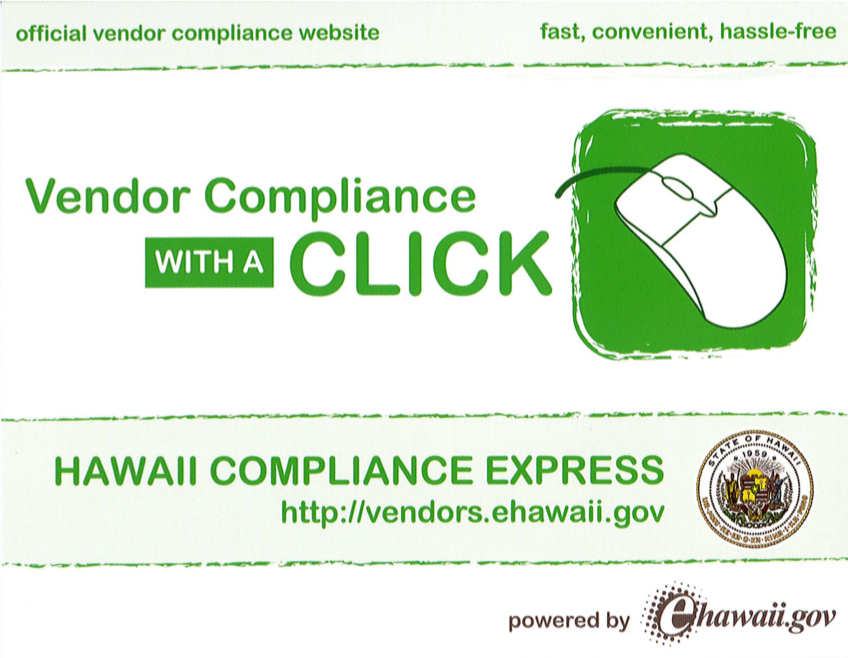 official vendor compliance website
fast, convenient, hassle-free
Vendor Compliance
WITH A CLICK
HAWAII COMPLIANCE EXPRESS
http://vendors.ehawaii.gov
STATE OF HAWAII
1959
powered by ehawaii.gov